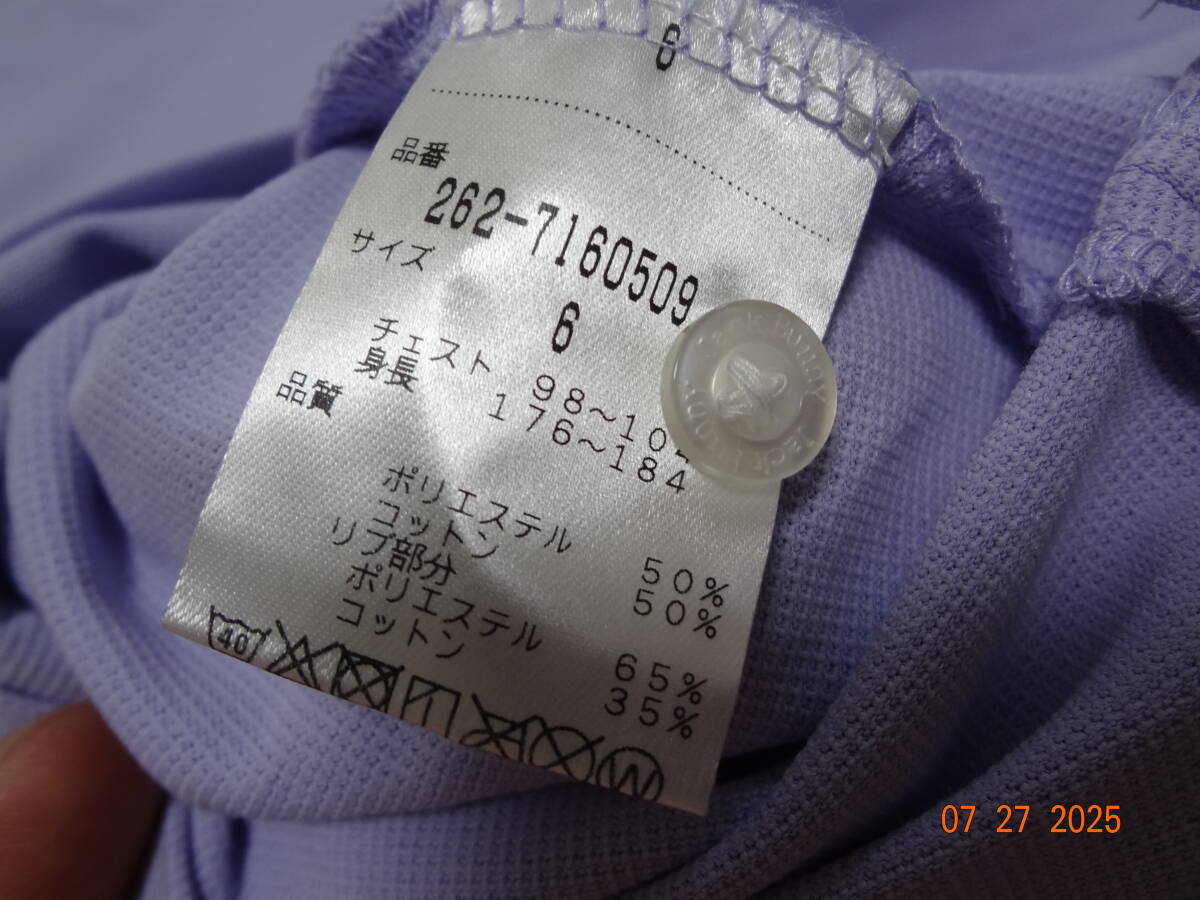 6
品番
262-7160509
サイズ 6
チェスト 98～104
身長 176～184
品質
ポリエステル 50%
コットン 50%
リブ部分
ポリエステル 65%
コットン 35%
40
W
07 27 2025